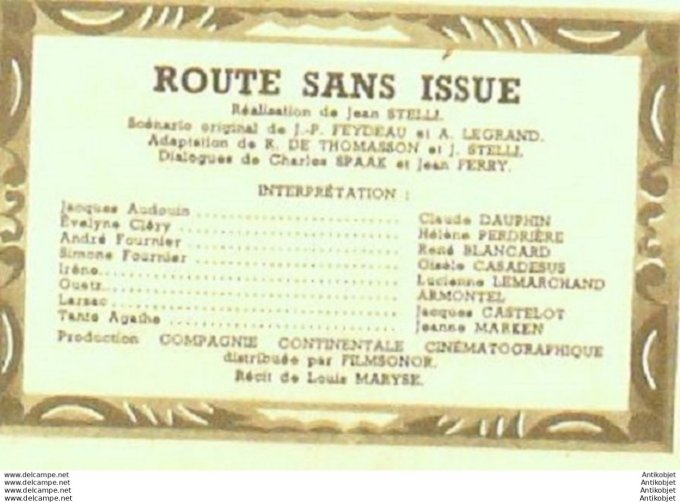 ROUTE SANS ISSUE
Réalisation de Jean STELLI.
Scénario original de J.-P. FEYDEAU et A. LEGRAND.
Adaptation de R. DE THOMASSON et J. STELLI.
Dialogues de Charles SPAAK et Jean FERRY.
INTERPRÉTATION :
Jacques Audouin ........ Claude DAUPHIN
Évelyne Cléry ........ Hélène PERDRIÈRE
André Fournier ........ René BLANCARD
Simone Fournier ........ Gisèle CASADESUS
Irène ........ Lucienne LEMARCHAND
Ouetz ........ ARMONTEL
Larsac ........ Jacques CASTELOT
Tante Agathe ........ Jeanne MARKEN
Production COMPAGNIE CONTINENTALE CINÉMATOGRAPHIQUE
distribuée par FILMSONOR.
Récit de Louis MARYSE.
www.delcampe.net Antikobjet
www.delcampe.net Antikobjet
www.delcampe.net Antikobjet
www.delcampe.net Antikobjet